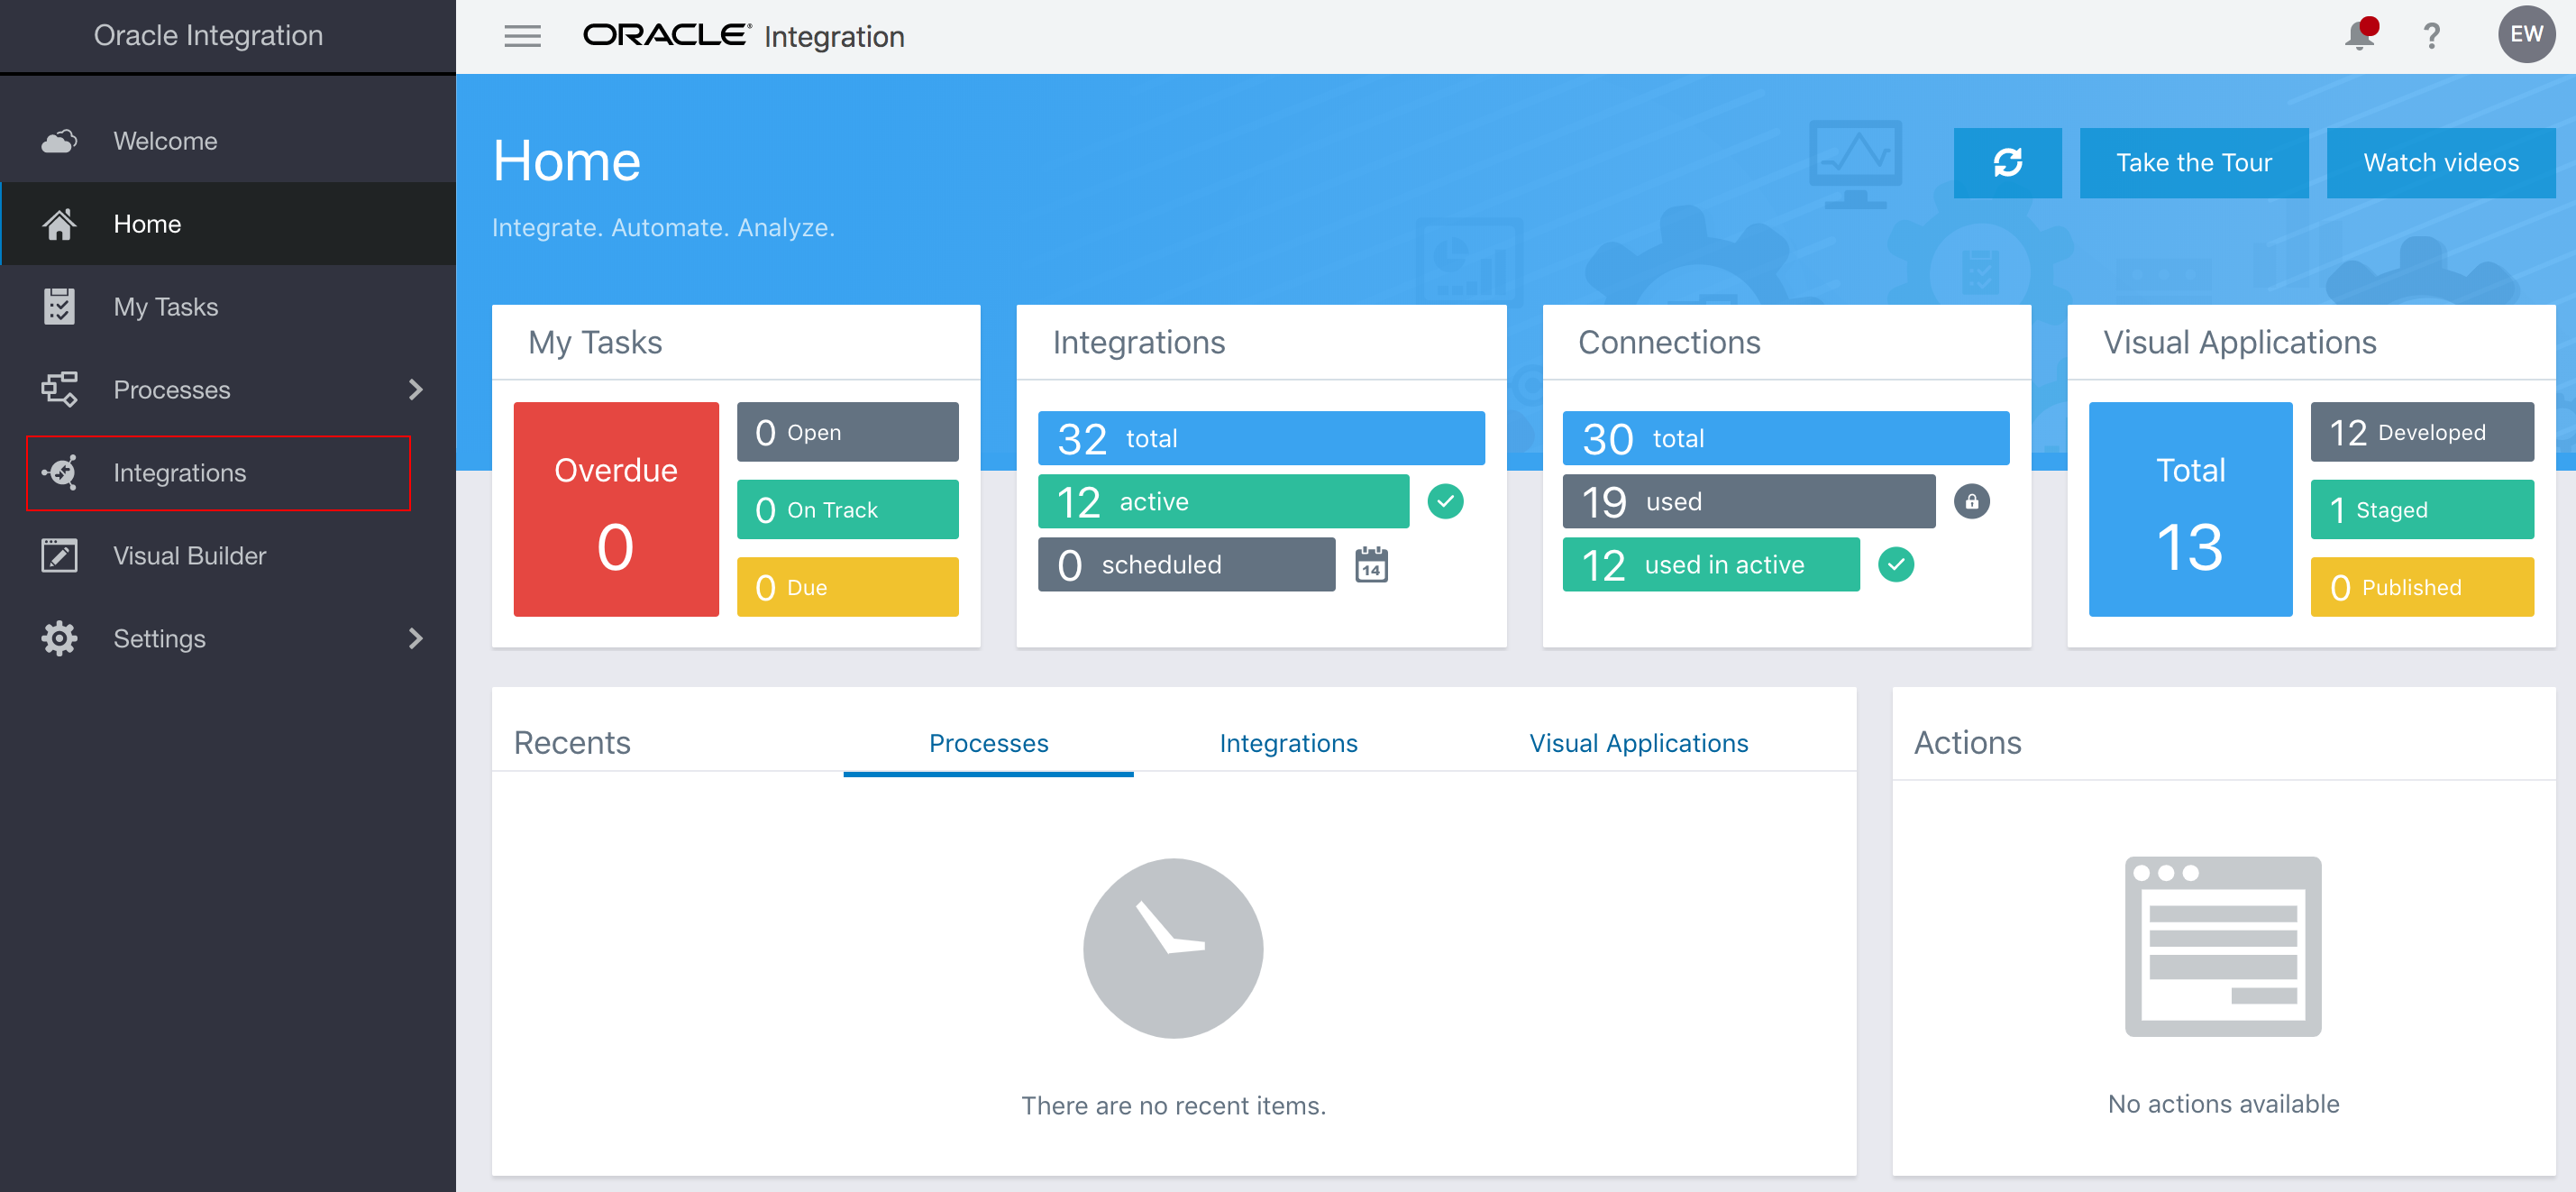 Oracle Integration
Welcome
Home
My Tasks
Processes
Integrations
Visual Builder
Settings
ORACLE® Integration
?
EW
Home
Integrate. Automate. Analyze.
Take the Tour
Watch videos
My Tasks
Overdue
0
0 Open
0 On Track
0 Due
Integrations
32 total
12 active
0 scheduled
14
Connections
30 total
19 used
12 used in active
Visual Applications
Total
13
12 Developed
1 Staged
0 Published
Recents
Processes
Integrations
Visual Applications
There are no recent items.
Actions
No actions available